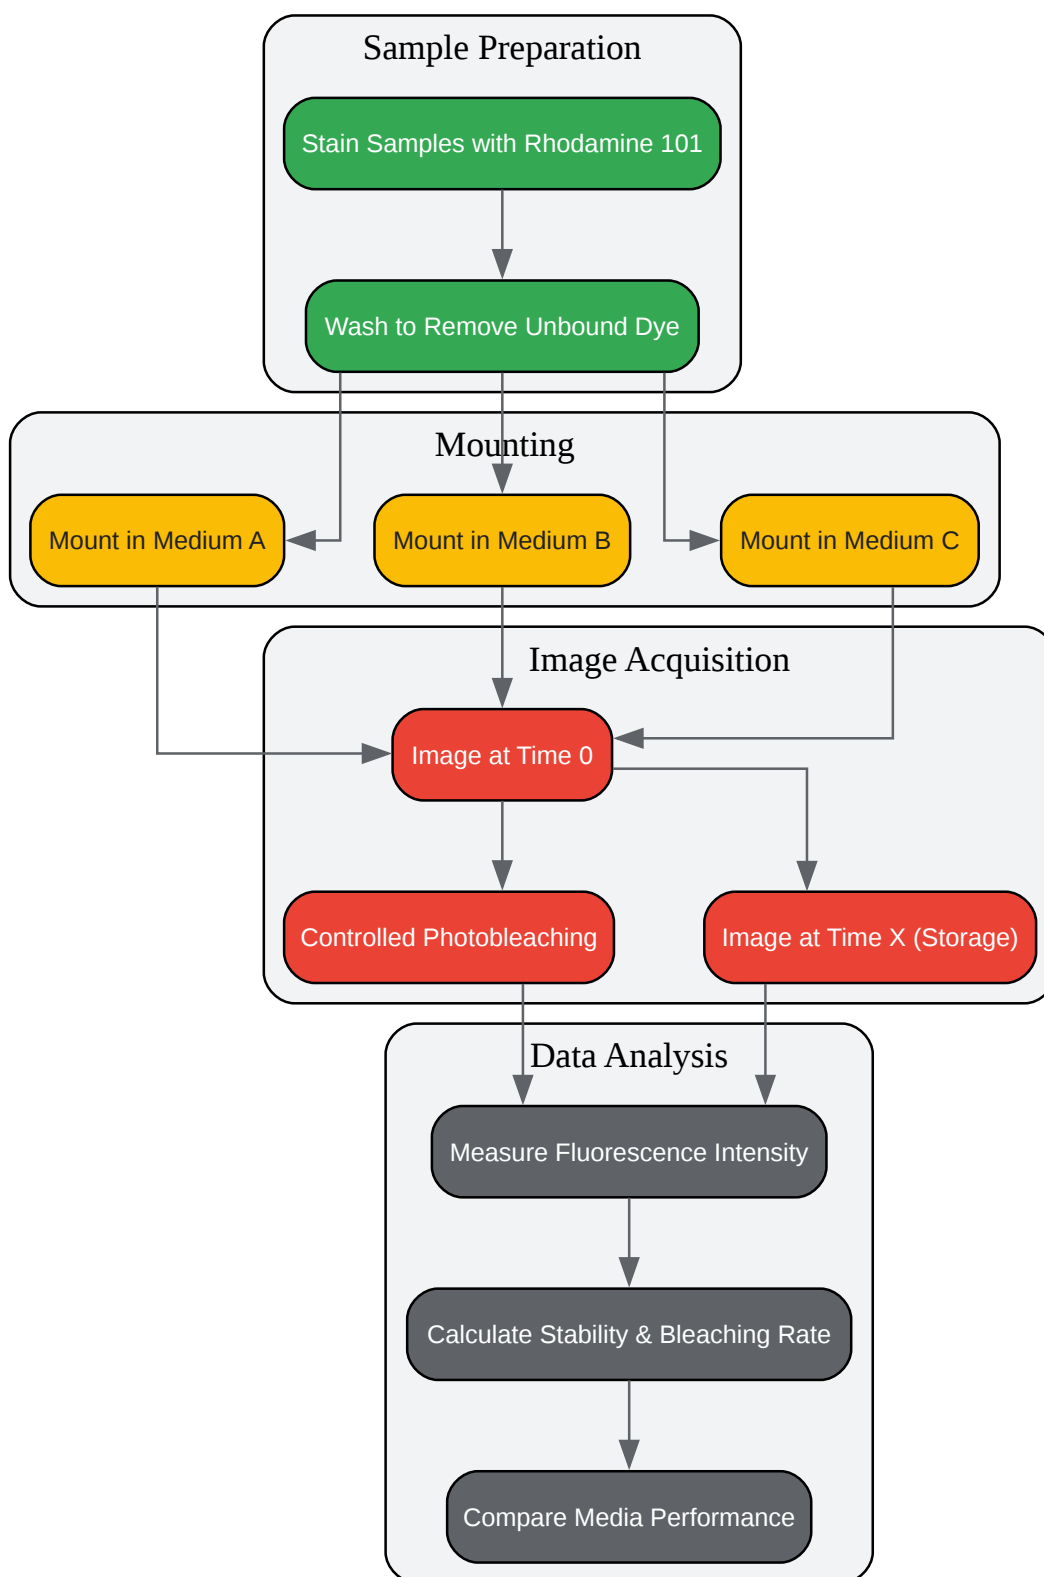 Sample Preparation
Stain Samples with Rhodamine 101
Wash to Remove Unbound Dye
Mounting
Mount in Medium A
Mount in Medium B
Mount in Medium C
Image Acquisition
Image at Time 0
Controlled Photobleaching
Image at Time X (Storage)
Data Analysis
Measure Fluorescence Intensity
Calculate Stability & Bleaching Rate
Compare Media Performance